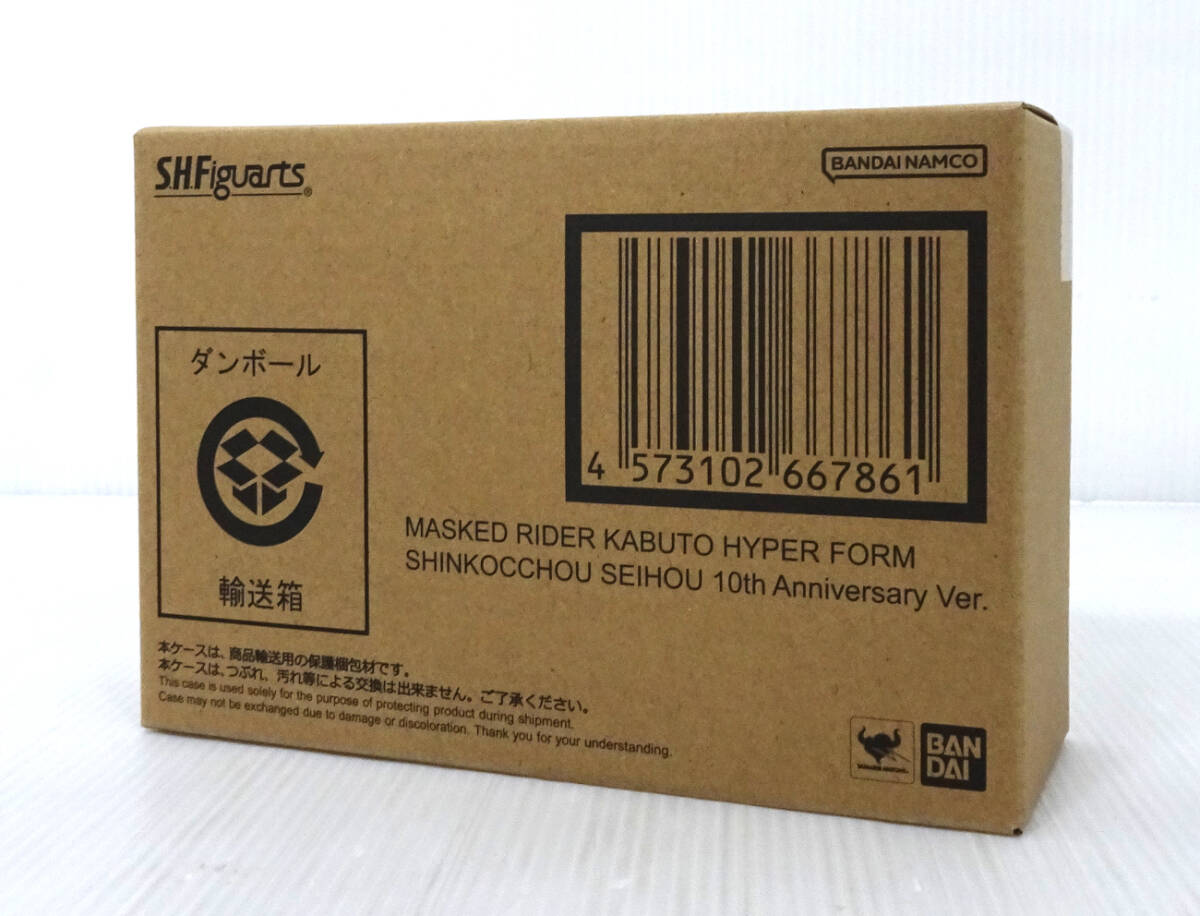 S.H.Figuarts®
BANDAI NAMCO
4 573102 667861
ダンボール
輸送箱
MASKED RIDER KABUTO HYPER FORM
SHINKOCCHOU SEIHOU 10th Anniversary Ver.
本ケースは、商品輸送用の保護梱包材です。
本ケースは、つぶれ、汚れ等による交換は出来ません。ご了承ください。
This case is used solely for the purpose of protecting product during shipment.
Case may not be exchanged due to damage or discoloration. Thank you for your understanding.
BAN
DAI